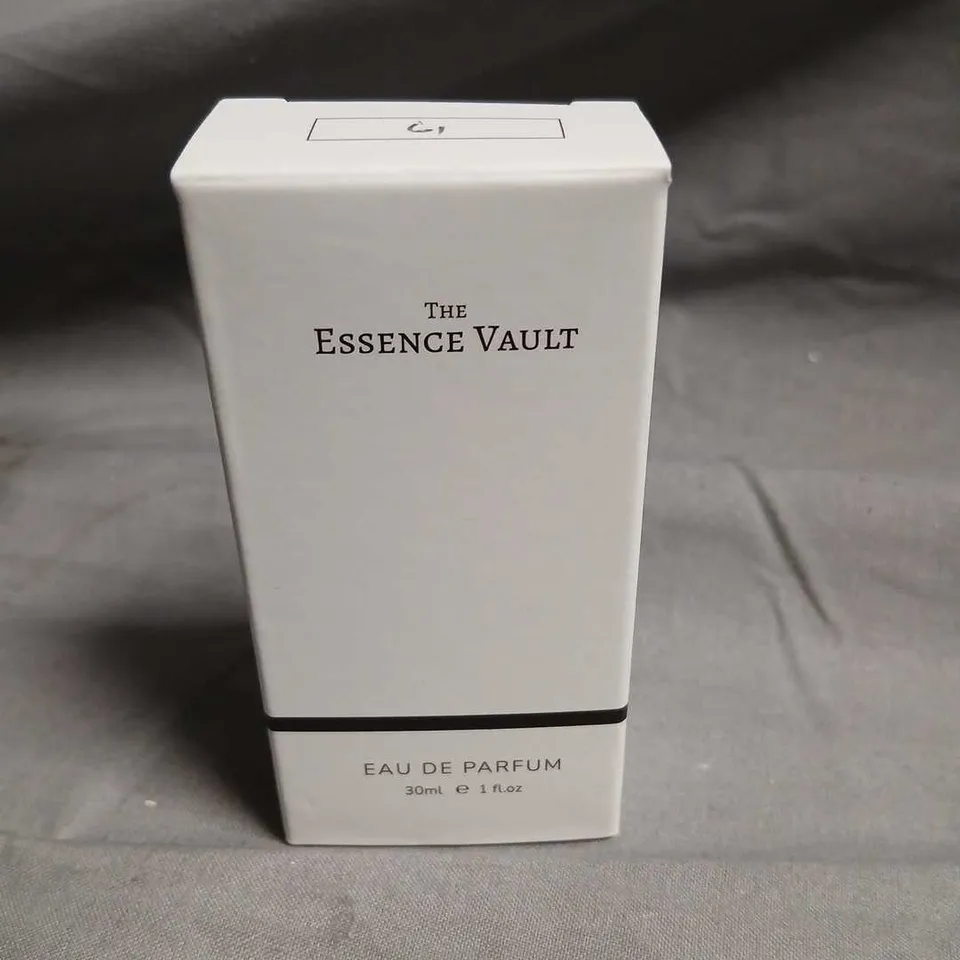 The
Essence Vault
EAU DE PARFUM
30ml ℮ 1 fl.oz